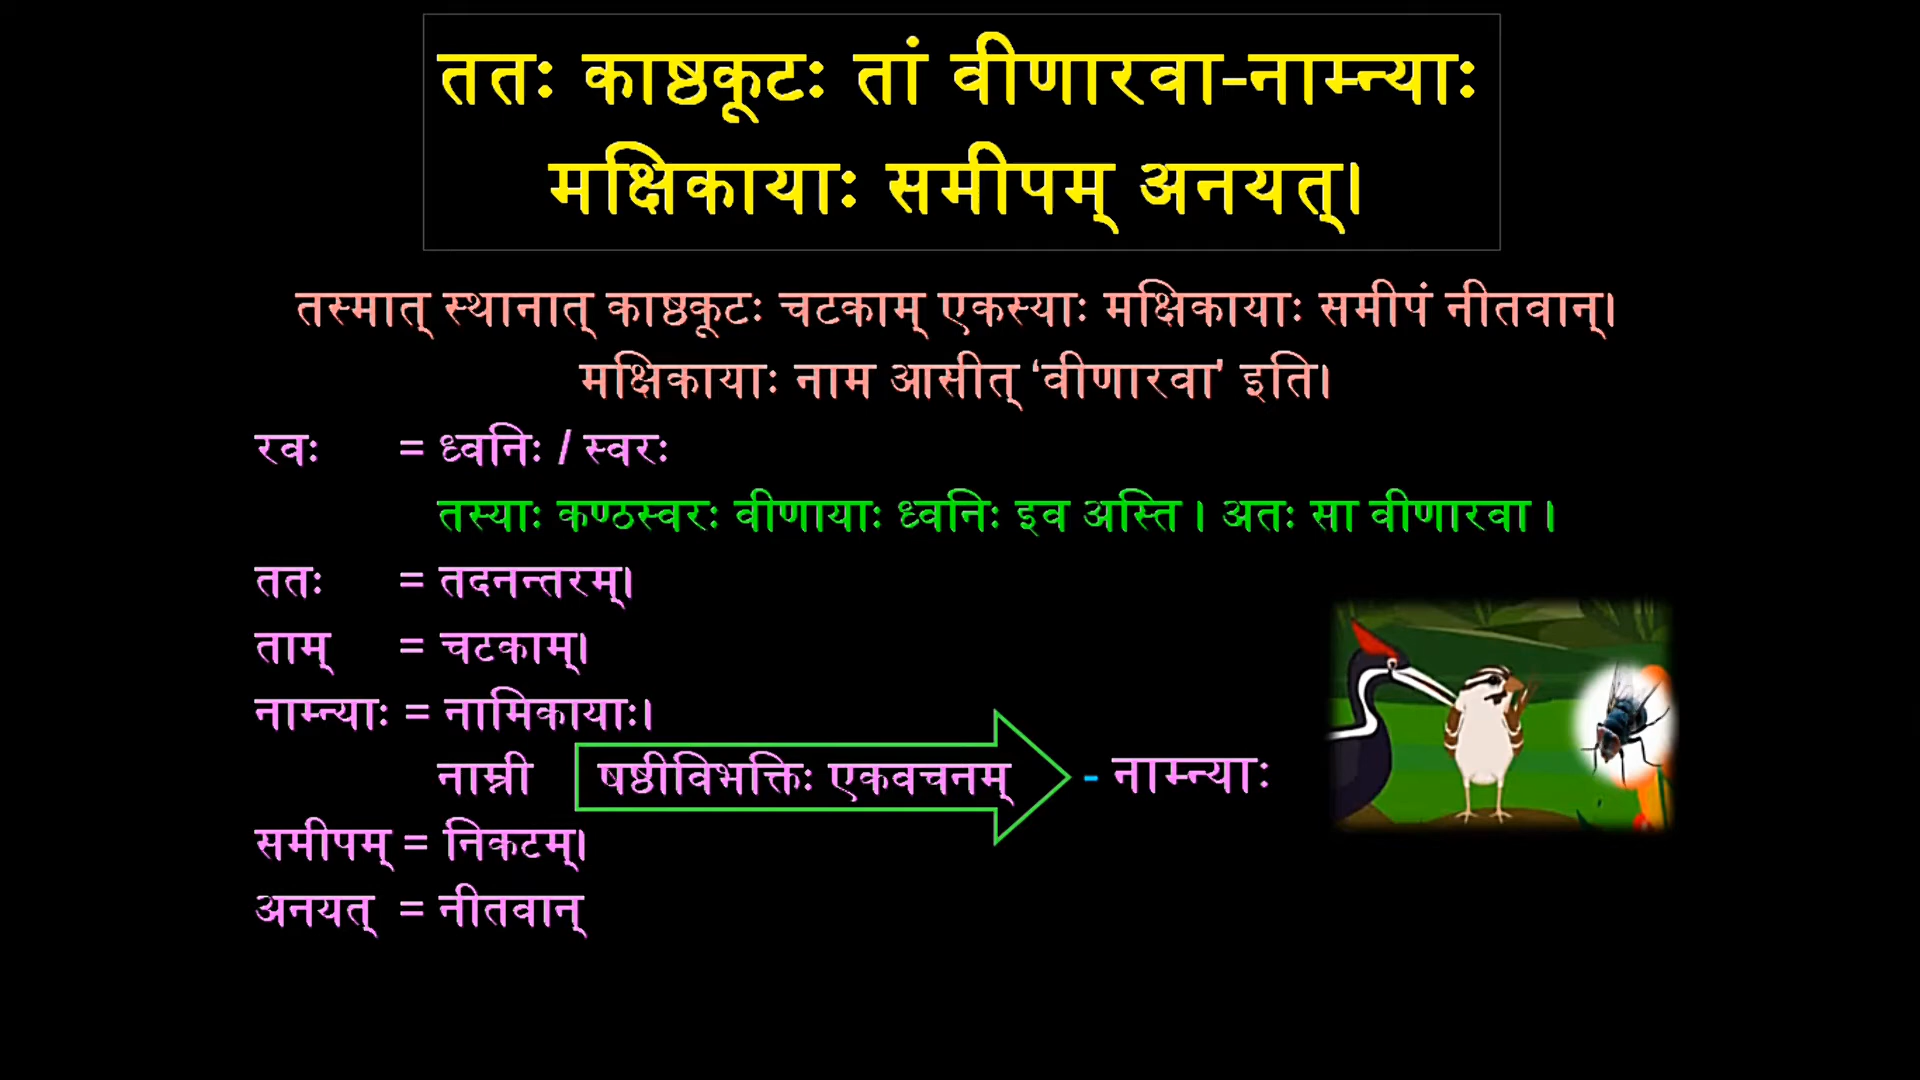 ततः काष्ठकूटः तां वीणारवा-नाम्न्याः
मक्षिकायाः समीपम् अनयत्।
तस्मात् स्थानात् काष्ठकूटः चटकाम् एकस्याः मक्षिकायाः समीपं नीतवान्।
मक्षिकायाः नाम आसीत् ‘वीणारवा’ इति।
रवः = ध्वनिः / स्वरः
तस्याः कण्ठस्वरः वीणायाः ध्वनिः इव अस्ति । अतः सा वीणारवा ।
ततः = तदनन्तरम्।
ताम् = चटकाम्।
नाम्न्याः = नामिकायाः।
नाम्नी षष्ठीविभक्तिः एकवचनम् - नाम्न्याः
समीपम् = निकटम्।
अनयत् = नीतवान्